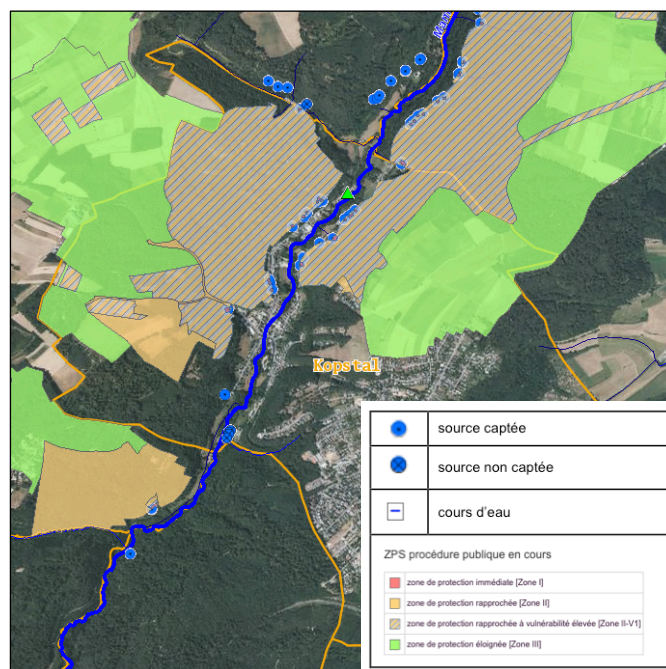 Kopstal
source captée
source non captée
cours d'eau
ZPS procédure publique en cours
zone de protection immédiate [Zone I]
zone de protection rapprochée [Zone II]
zone de protection rapprochée à vulnérabilité élevée [Zone II-V1]
zone de protection éloignée [Zone III]